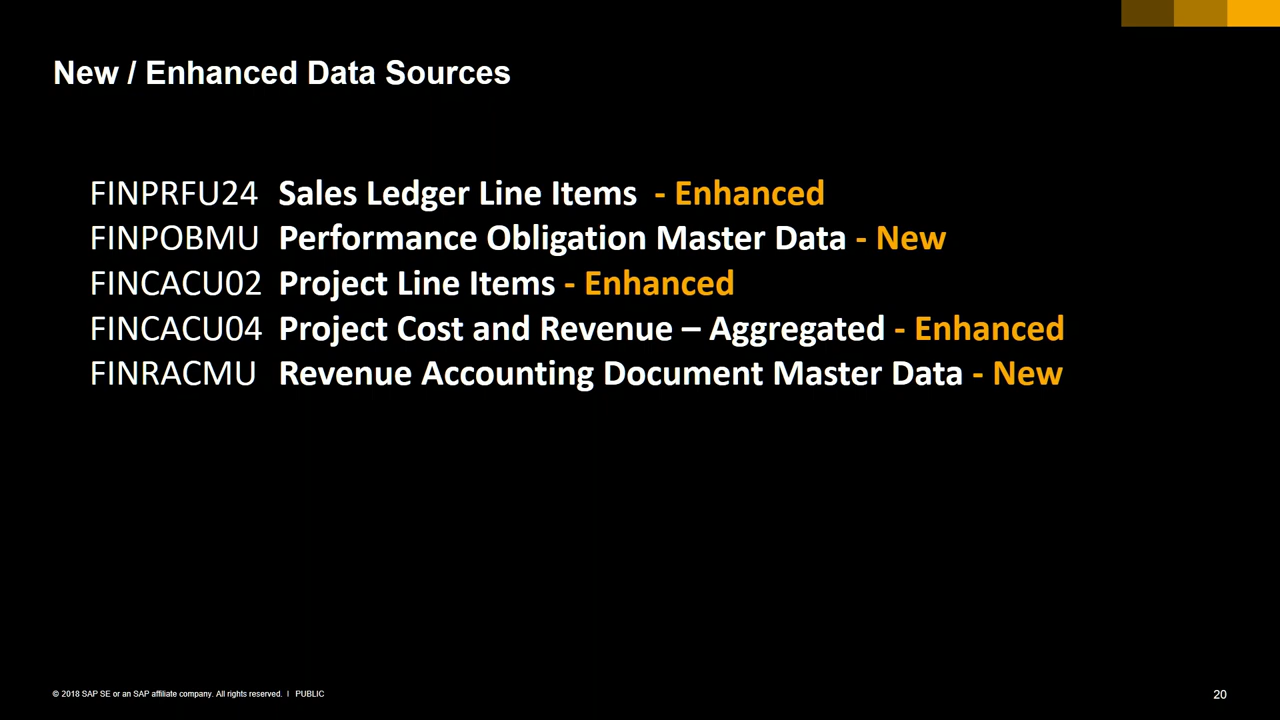 New / Enhanced Data Sources
FINPRFU24 Sales Ledger Line Items - Enhanced
FINPOBMU Performance Obligation Master Data - New
FINCACU02 Project Line Items - Enhanced
FINCACU04 Project Cost and Revenue – Aggregated - Enhanced
FINRACMU Revenue Accounting Document Master Data - New
© 2018 SAP SE or an SAP affiliate company. All rights reserved. | PUBLIC
20